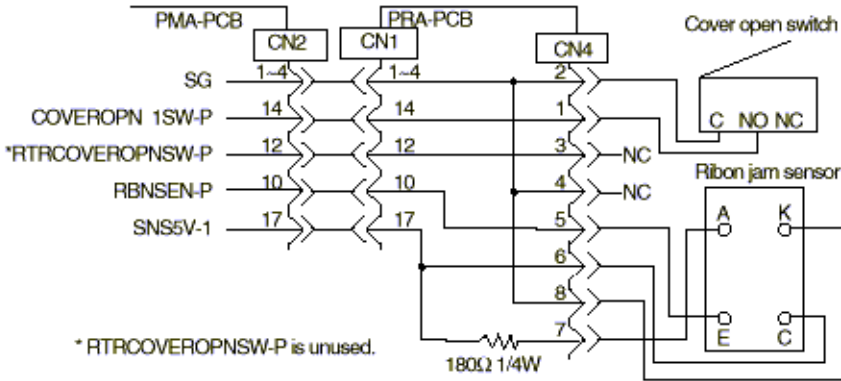 PMA-PCB
PRA-PCB
Cover open switch
CN2
CN1
CN4
SG 1~4 1~4 2
C NO NC
COVEROPN 1SW-P 14 14 1
*RTRCOVEROPNSW-P 12 12 3 NC
Ribon jam sensor
RBNSEN-P 10 10 4 NC
A K
SNS5V-1 17 17 5
6
8
7
E C
* RTRCOVEROPNSW-P is unused.
180Ω 1/4W